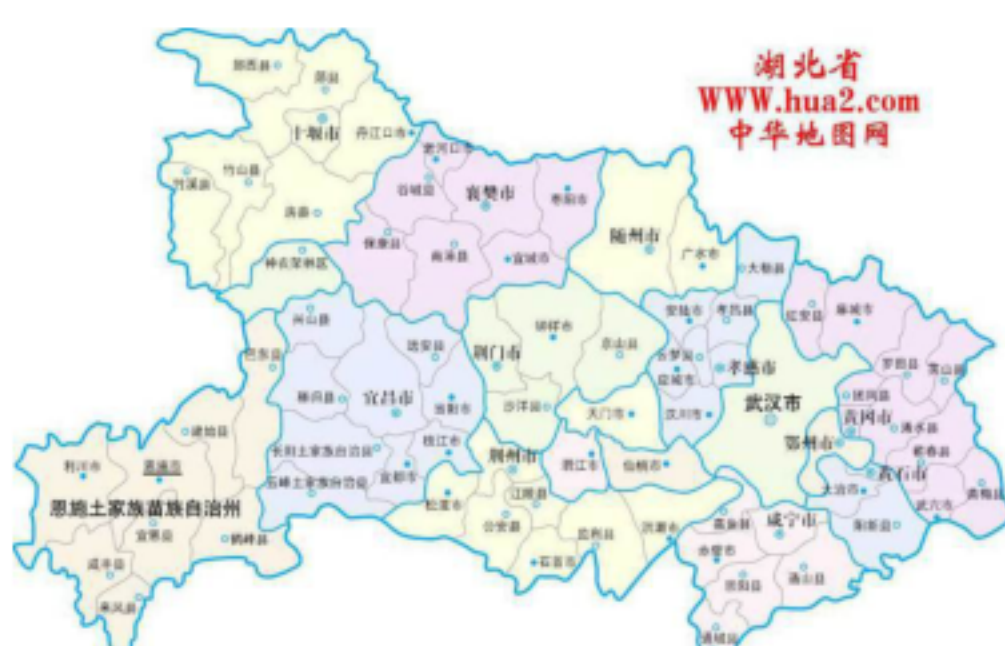 湖北省
WWW.hua2.com
中华地图网
郧西县
郧县
十堰市
丹江口市
老河口市
竹溪县
竹山县
谷城县
襄樊市
枣阳市
房县
随州市
保康县
南漳县
宜城市
广水市
神农架林区
大悟县
兴山县
安陆市
孝昌县
红安县
麻城市
巴东县
远安县
荆门市
钟祥市
京山县
云梦县
孝感市
罗田县
英山县
应城市
秭归县
宜昌市
当阳市
沙洋县
天门市
汉川市
武汉市
团风县
黄冈市
浠水县
建始县
枝江市
鄂州市
利川市
恩施市
长阳土家族自治县
荆州市
潜江市
仙桃市
蕲春县
黄石市
五峰土家族自治县
宜都市
松滋市
江陵县
大冶市
黄梅县
武穴市
恩施土家族苗族自治州
公安县
监利县
洪湖市
嘉鱼县
咸宁市
阳新县
宣恩县
鹤峰县
石首市
赤壁市
咸丰县
崇阳县
通山县
来凤县
通城县